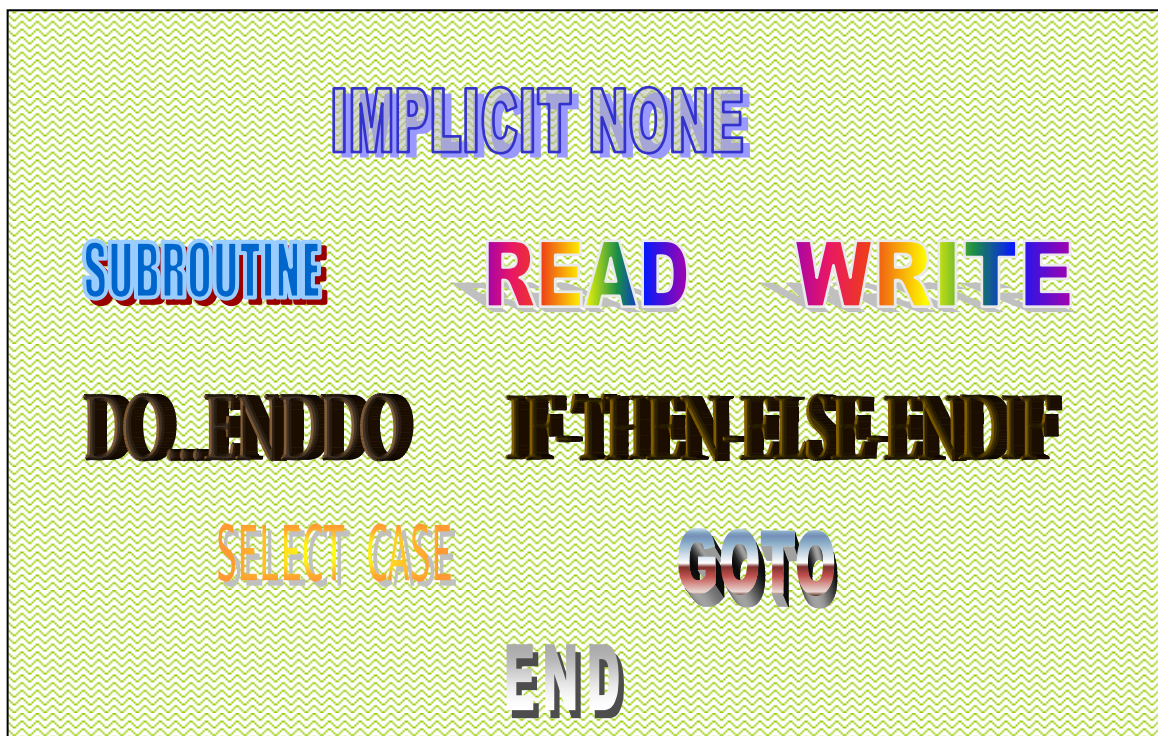 IMPLICIT NONE
SUBROUTINE READ WRITE
DO...ENDDO IF-THEN-ELSE-ENDIF
SELECT CASE GOTO
END